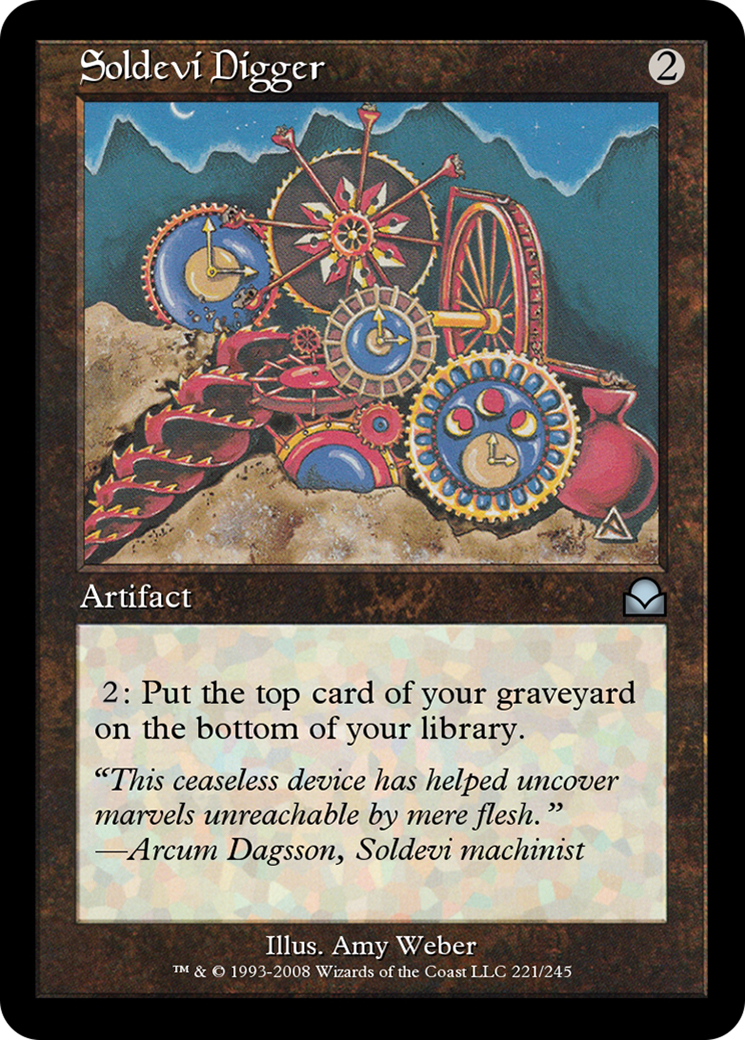 Soldevi Digger
2
Artifact
2: Put the top card of your graveyard
on the bottom of your library.
“This ceaseless device has helped uncover
marvels unreachable by mere flesh.”
—Arcum Dagsson, Soldevi machinist
Illus. Amy Weber
™ & © 1993-2008 Wizards of the Coast LLC 221/245